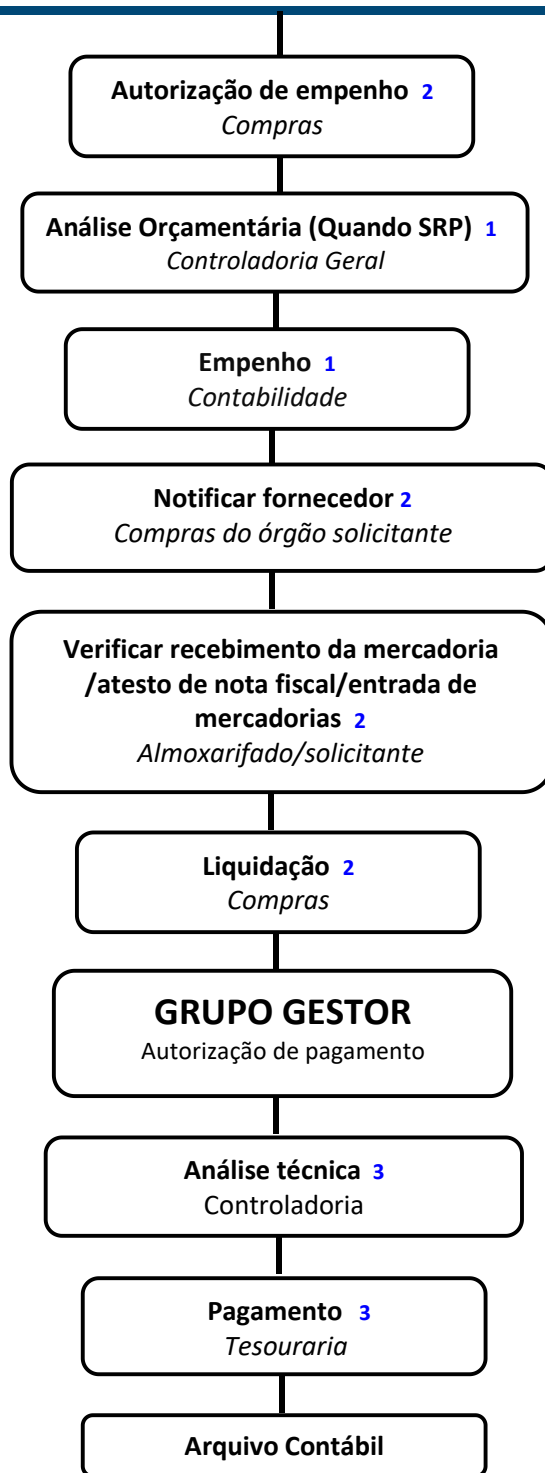 Autorização de empenho 2
Compras
Análise Orçamentária (Quando SRP) 1
Controladoria Geral
Empenho 1
Contabilidade
Notificar fornecedor 2
Compras do órgão solicitante
Verificar recebimento da mercadoria
/atesto de nota fiscal/entrada de
mercadorias 2
Almoxarifado/solicitante
Liquidação 2
Compras
GRUPO GESTOR
Autorização de pagamento
Análise técnica 3
Controladoria
Pagamento 3
Tesouraria
Arquivo Contábil